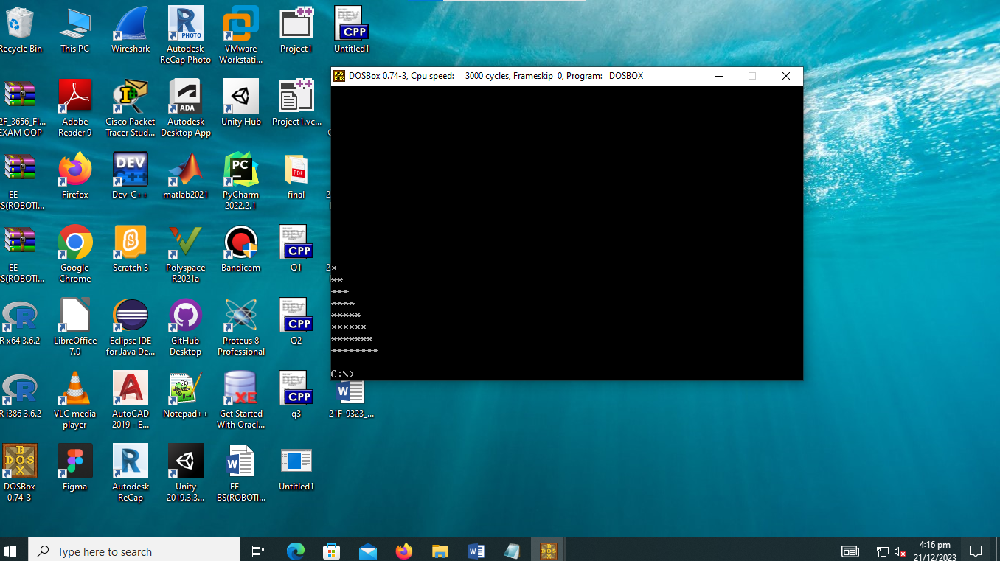 Recycle Bin
This PC
Wireshark
Autodesk
ReCap Photo
VMware
Workstati...
Project1
Untitled1
2F_3656_FI...
EXAM OOP
Adobe
Reader 9
Cisco Packet
Tracer Stud...
Autodesk
Desktop App
Unity Hub
Project1.vc...
EE
BS(ROBOTI...
Firefox
Dev-C++
matlab2021
PyCharm
2022.2.1
final
EE
BS(ROBOTI...
Google
Chrome
Scratch 3
Polyspace
R2021a
Bandicam
Q1
R x64 3.6.2
LibreOffice
7.0
Eclipse IDE
for Java De...
GitHub
Desktop
Proteus 8
Professional
Q2
R i386 3.6.2
VLC media
player
AutoCAD
2019 - E...
Notepad++
Get Started
With Oracl...
q3
21F-9323_...
DOSBox
0.74-3
Figma
Autodesk
ReCap
Unity
2019.3.3...
EE
BS(ROBOTI...
Untitled1
DOSBox 0.74-3, Cpu speed: 3000 cycles, Frameskip 0, Program: DOSBOX
*
**
***
****
*****
******
*******
********
C:\>
Type here to search
4:16 pm
21/12/2023